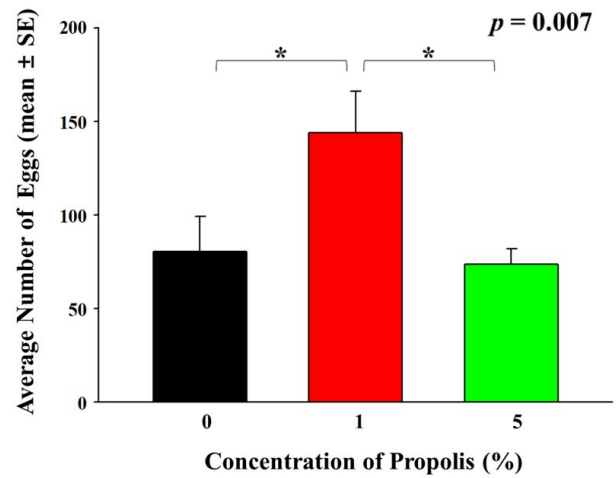 p = 0.007
Average Number of Eggs (mean ± SE)
200
*
*
150
100
50
0
0 1 5
Concentration of Propolis (%)